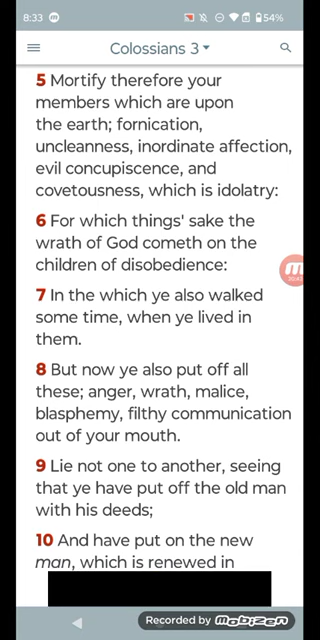 8:33
54%
Colossians 3
5 Mortify therefore your
members which are upon
the earth; fornication,
uncleanness, inordinate affection,
evil concupiscence, and
covetousness, which is idolatry:
6 For which things' sake the
wrath of God cometh on the
children of disobedience:
7 In the which ye also walked
some time, when ye lived in
them.
8 But now ye also put off all
these; anger, wrath, malice,
blasphemy, filthy communication
out of your mouth.
9 Lie not one to another, seeing
that ye have put off the old man
with his deeds;
10 And have put on the new
man, which is renewed in
Recorded by Mobizen